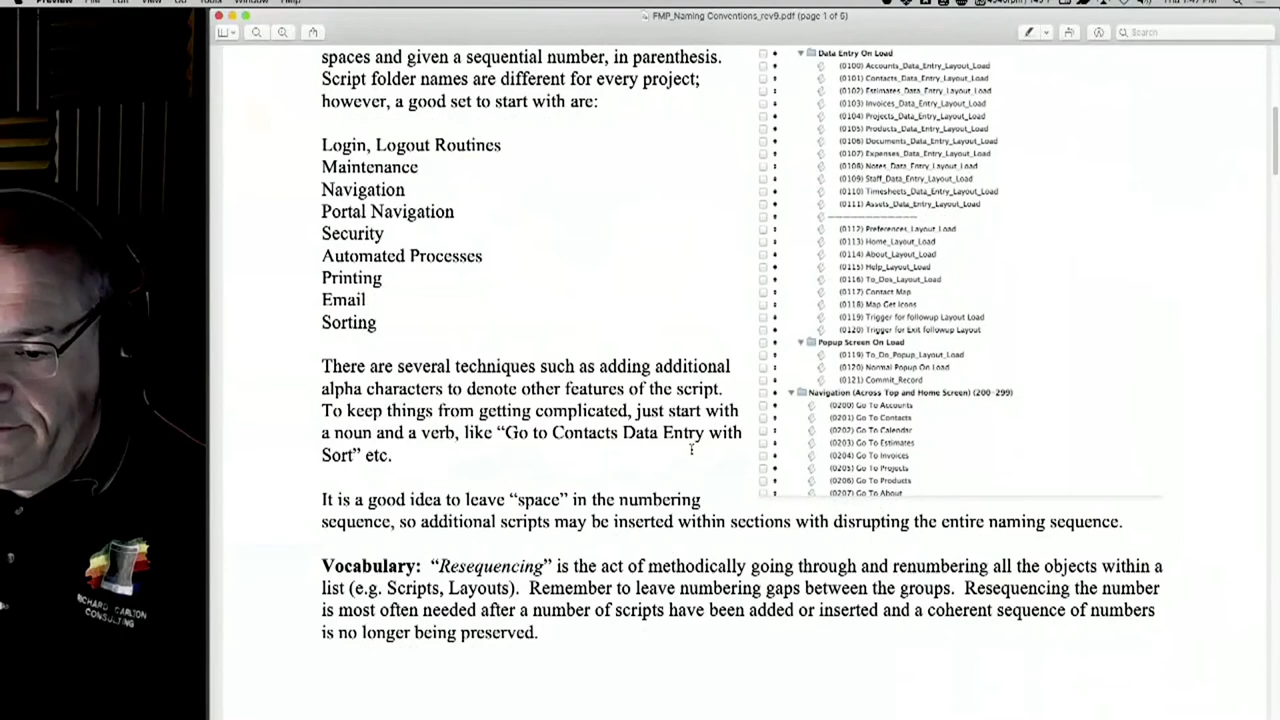 Preview File Edit View Go Tools Window Help
FMP_Naming Conventions_rev9.pdf (page 1 of 5)
Search
spaces and given a sequential number, in parenthesis.
Script folder names are different for every project;
however, a good set to start with are:
Login, Logout Routines
Maintenance
Navigation
Portal Navigation
Security
Automated Processes
Printing
Email
Sorting
There are several techniques such as adding additional
alpha characters to denote other features of the script.
To keep things from getting complicated, just start with
a noun and a verb, like “Go to Contacts Data Entry with
Sort” etc.
It is a good idea to leave “space” in the numbering
sequence, so additional scripts may be inserted within sections with disrupting the entire naming sequence.
Vocabulary: “Resequencing” is the act of methodically going through and renumbering all the objects within a
list (e.g. Scripts, Layouts). Remember to leave numbering gaps between the groups. Resequencing the number
is most often needed after a number of scripts have been added or inserted and a coherent sequence of numbers
is no longer being preserved.
Data Entry On Load
(0100) Accounts_Data_Entry_Layout_Load
(0101) Contacts_Data_Entry_Layout_Load
(0102) Estimates_Data_Entry_Layout_Load
(0103) Invoices_Data_Entry_Layout_Load
(0104) Projects_Data_Entry_Layout_Load
(0105) Products_Data_Entry_Layout_Load
(0106) Documents_Data_Entry_Layout_Load
(0107) Expenses_Data_Entry_Layout_Load
(0108) Notes_Data_Entry_Layout_Load
(0109) Staff_Data_Entry_Layout_Load
(0110) Timesheets_Data_Entry_Layout_Load
(0111) Assets_Data_Entry_Layout_Load
(0112) Preferences_Layout_Load
(0113) Home_Layout_Load
(0114) About_Layout_Load
(0115) Help_Layout_Load
(0116) To_Dos_Layout_Load
(0117) Contact Map
(0118) Map Get Icons
(0119) Trigger for followup Layout Load
(0120) Trigger for Exit followup Layout
Popup Screen On Load
(0119) To_Do_Popup_Layout_Load
(0120) Normal Popup On Load
(0121) Commit_Record
Navigation (Across Top and Home Screen) (200-299)
(0200) Go To Accounts
(0201) Go To Contacts
(0202) Go To Calendar
(0203) Go To Estimates
(0204) Go To Invoices
(0205) Go To Projects
(0206) Go To Products
(0207) Go To About
RICHARD CARLTON
CONSULTING